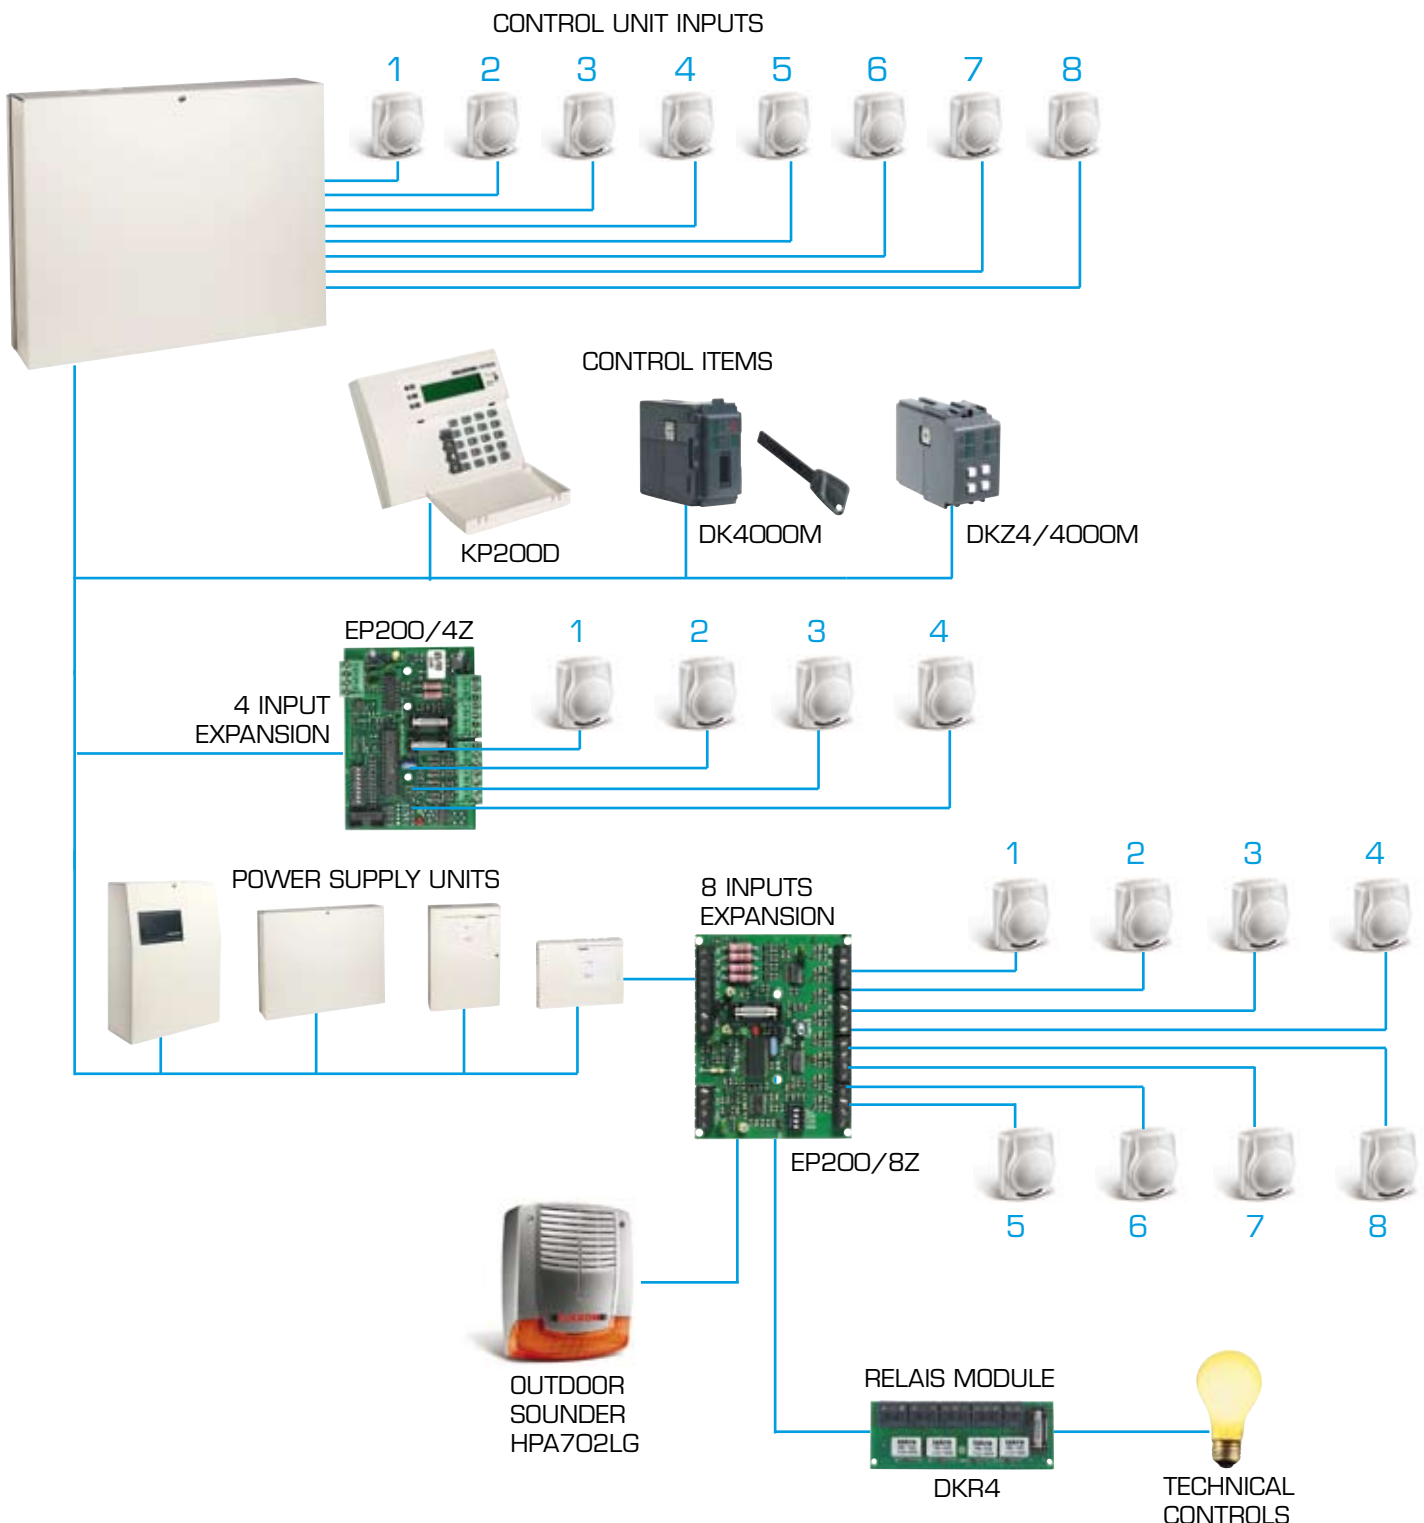 CONTROL UNIT INPUTS
1 2 3 4 5 6 7 8
CONTROL ITEMS
KP200D
DK4000M
DKZ4/4000M
EP200/4Z
1 2 3 4
4 INPUT
EXPANSION
POWER SUPPLY UNITS
8 INPUTS
EXPANSION
1 2 3 4
EP200/8Z
5 6 7 8
OUTDOOR
SOUNDER
HPA702LG
RELAIS MODULE
DKR4
TECHNICAL
CONTROLS